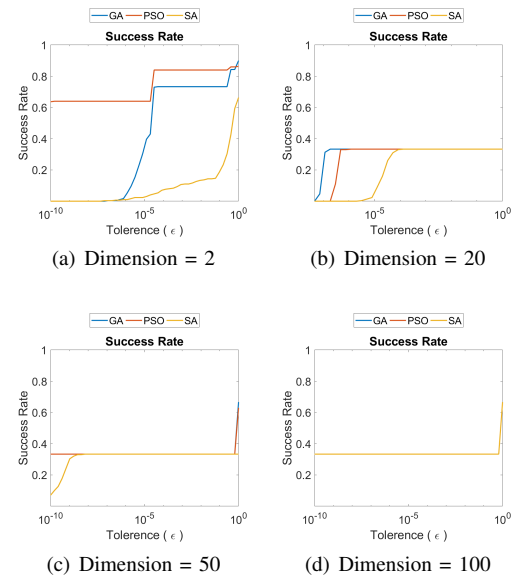 GA PSO SA
GA PSO SA
Success Rate
Success Rate
1
0.8
0.6
0.4
0.2
Success Rate
10^-10
10^-5
10^0
Tolerence ( ϵ )
1
0.8
0.6
0.4
0.2
Success Rate
10^-5
10^0
Tolerence ( ϵ )
(a) Dimension = 2
(b) Dimension = 20
GA PSO SA
GA PSO SA
Success Rate
Success Rate
1
0.8
0.6
0.4
0.2
Success Rate
10^-10
10^-5
10^0
Tolerence ( ϵ )
1
0.8
0.6
0.4
0.2
Success Rate
10^-10
10^-5
10^0
Tolerence ( ϵ )
(c) Dimension = 50
(d) Dimension = 100